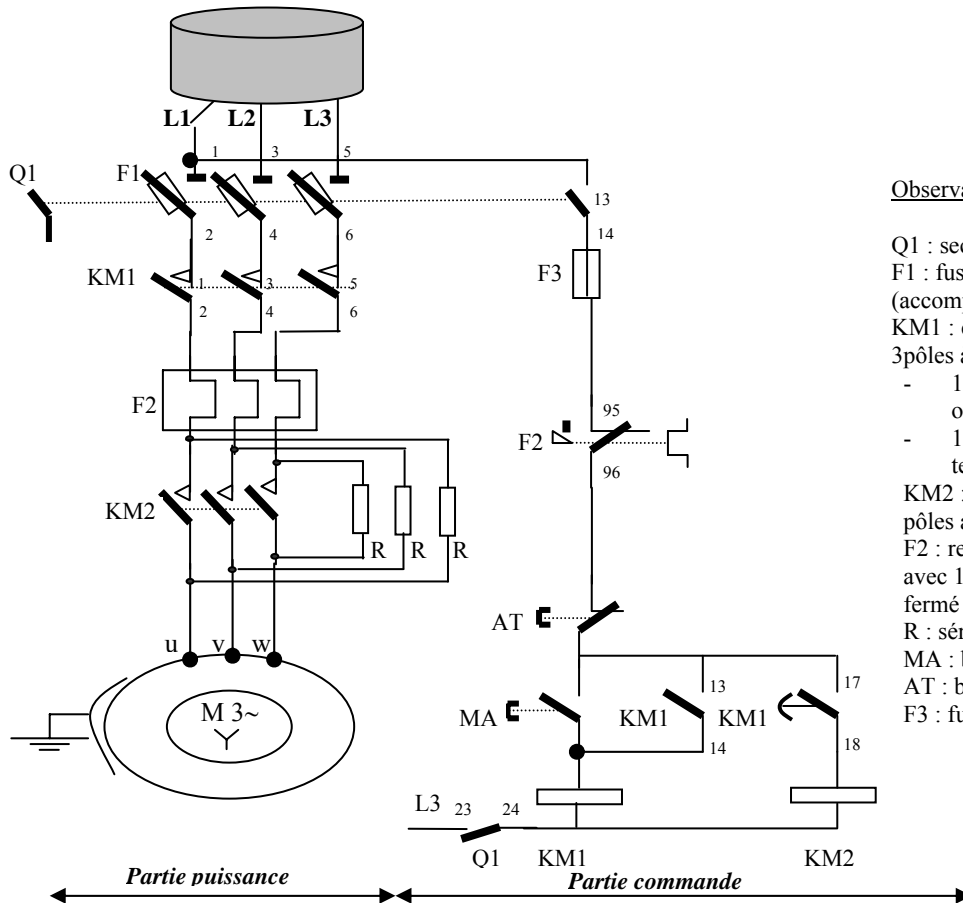 L1 L2 L3
1 3 5
Q1 F1 13
2 4 6 14
F3
KM1 1 3 5
2 4 6
F2
95
F2
96
KM2
R R R
AT
u v w
M 3~
13 17
MA KM1 KM1
14 18
L3 23 24
Q1 KM1 KM2
Partie puissance
Partie commande
Observa
Q1 : sec
F1 : fus
(accomp
KM1 : c
3pôles a
- 1
o
- 1
te
KM2 :
pôles a
F2 : re
avec 1
fermé
R : sér
MA : b
AT : b
F3 : fu